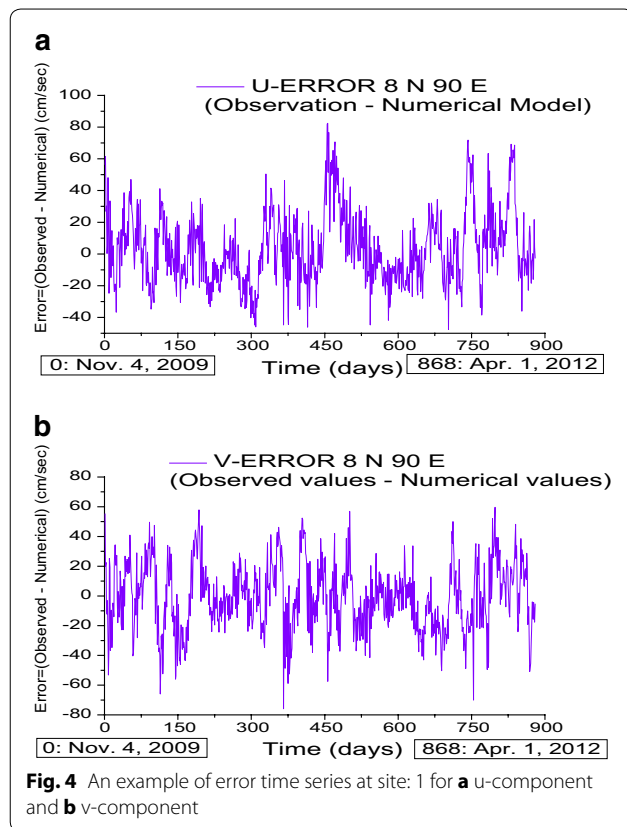 a
U-ERROR 8 N 90 E
(Observation - Numerical Model)
Error=(Observed - Numerical) (cm/sec)
100
80
60
40
20
0
-20
-40
0 150 300 450 600 750 900
Time (days)
0: Nov. 4, 2009
868: Apr. 1, 2012
b
V-ERROR 8 N 90 E
(Observed values - Numerical values)
Error=(Observed - Numerical) (cm/sec)
80
60
40
20
0
-20
-40
-60
-80
0 150 300 450 600 750 900
Time (days)
0: Nov. 4, 2009
868: Apr. 1, 2012
Fig. 4 An example of error time series at site: 1 for a u-component
and b v-component